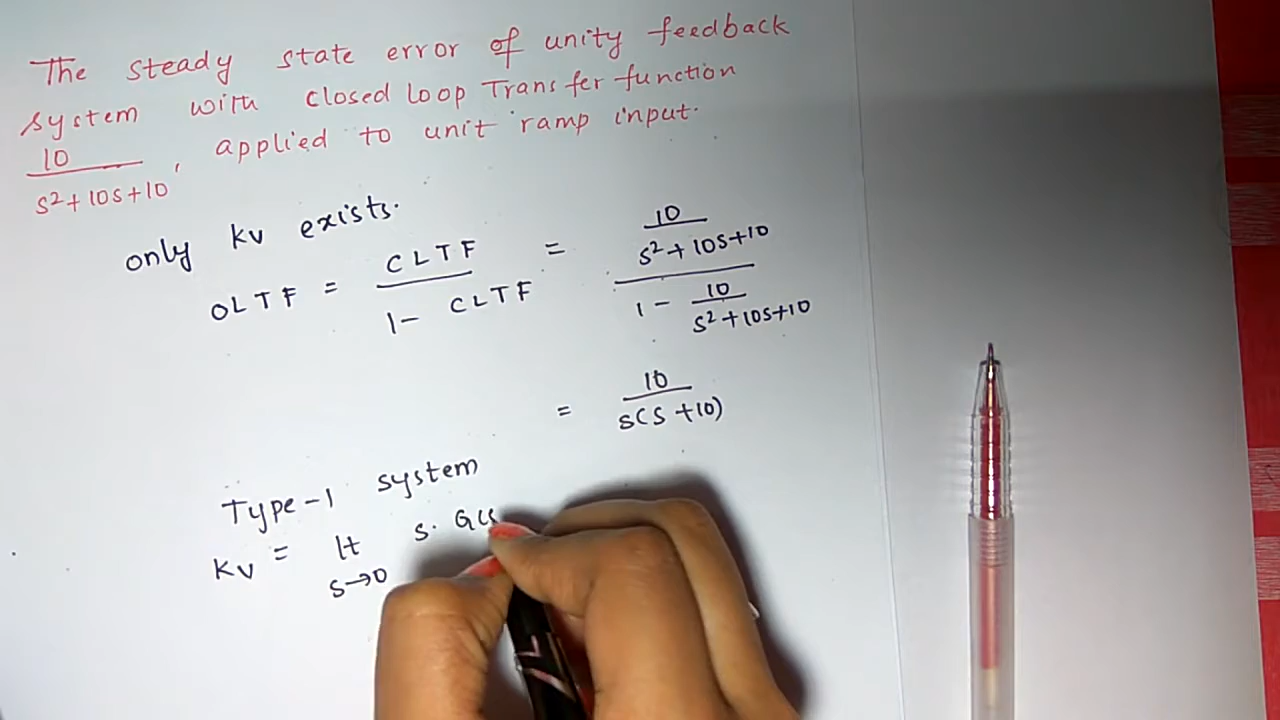 The steady state error of unity feedback
system with closed loop Transfer function
10 / s²+10s+10 , applied to unit ramp input.
only kv exists.
OLTF = CLTF / 1- CLTF = 10 / s²+10s+10 / 1- 10 / s²+10s+10
= 10 / s(s+10)
Type-1 system
kv = lt s→0 s. G(s